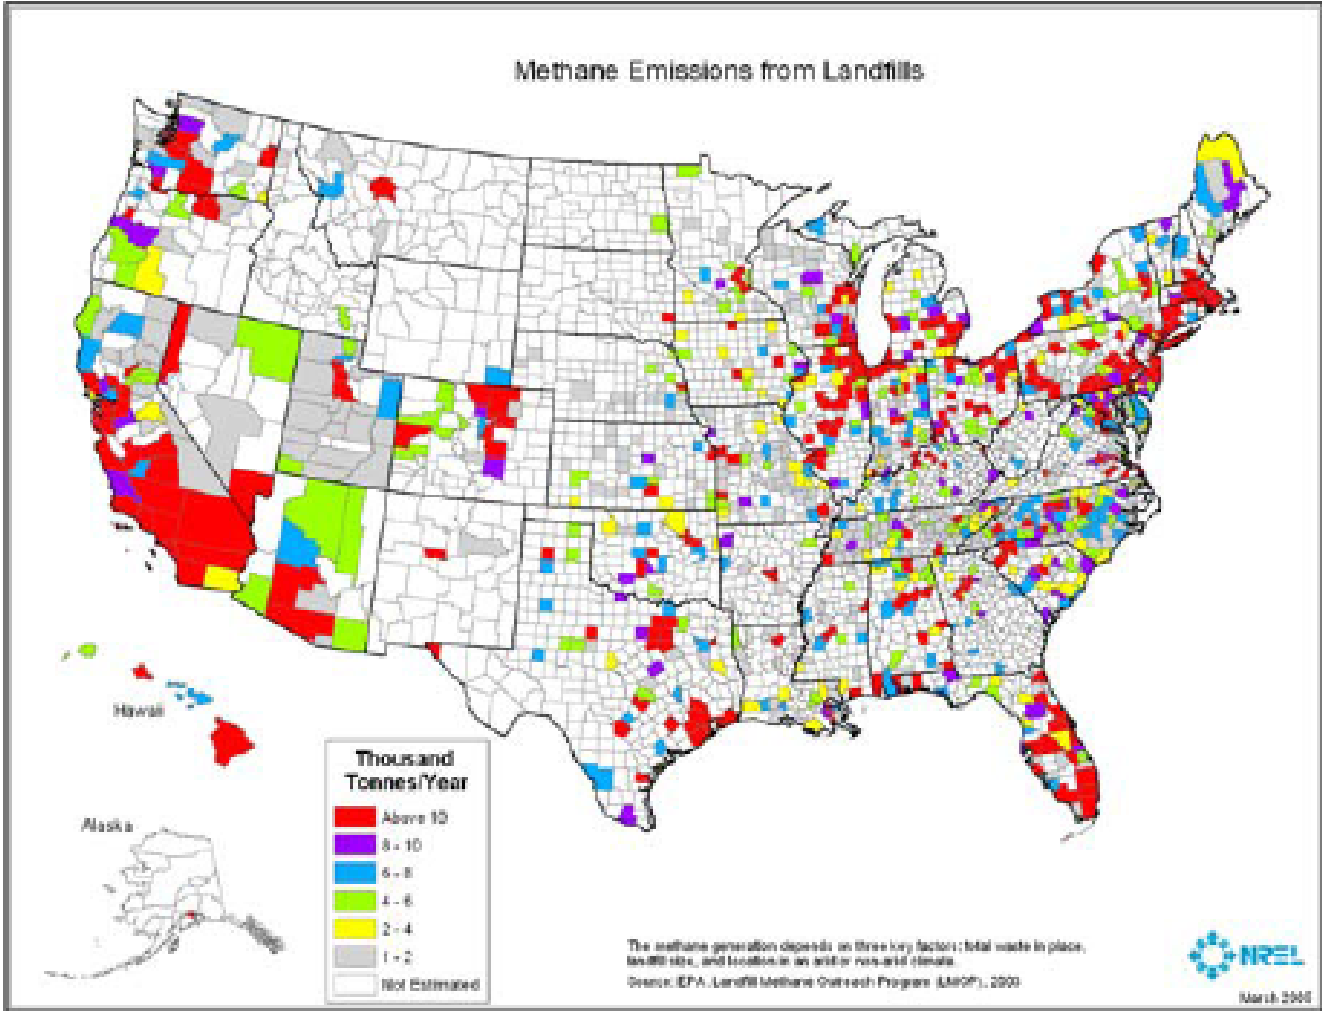 Methane Emissions from Landfills
Hawaii
Thousand
Tonnes/Year
Above 10
8 - 10
6 - 8
4 - 6
2 - 4
1 - 2
Not Estimated
Alaska
The methane generation depends on three key factors: total waste in place,
landfill size, and location in an arid or non-arid climate.
Source: EPA, Landfill Methane Outreach Program (LMOP),
NREL
March